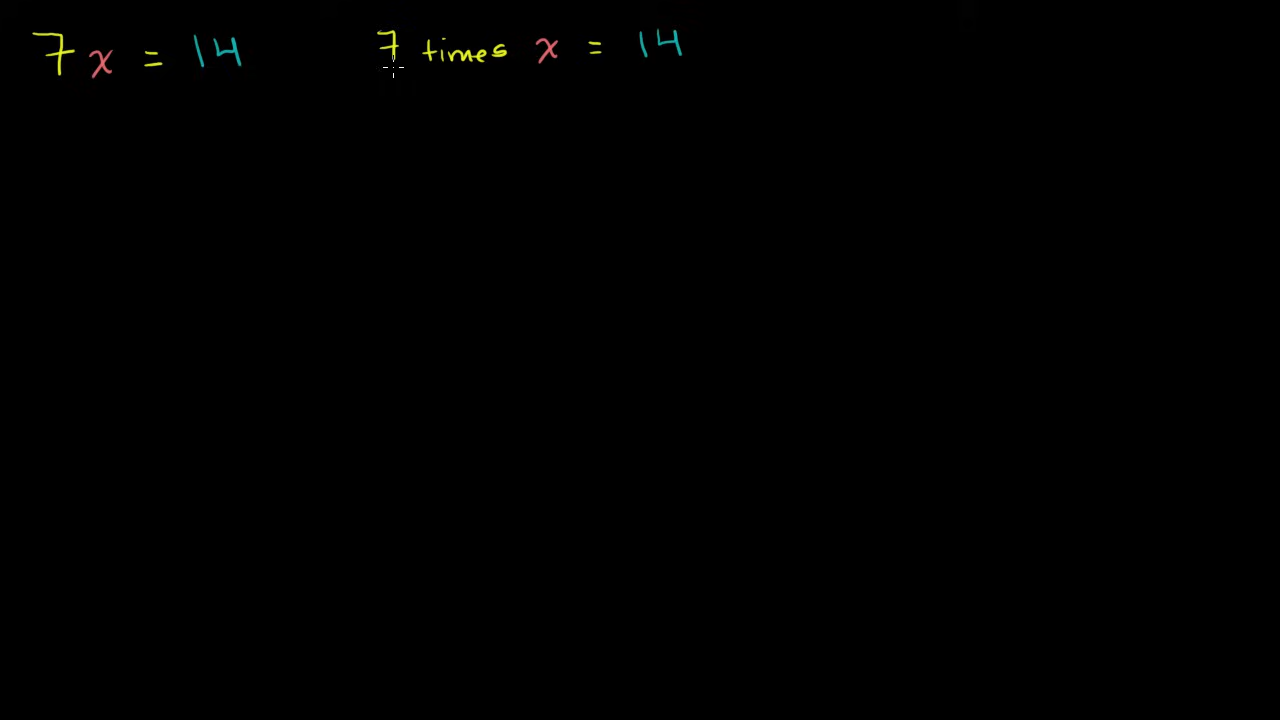 7x = 14 7 times x = 14